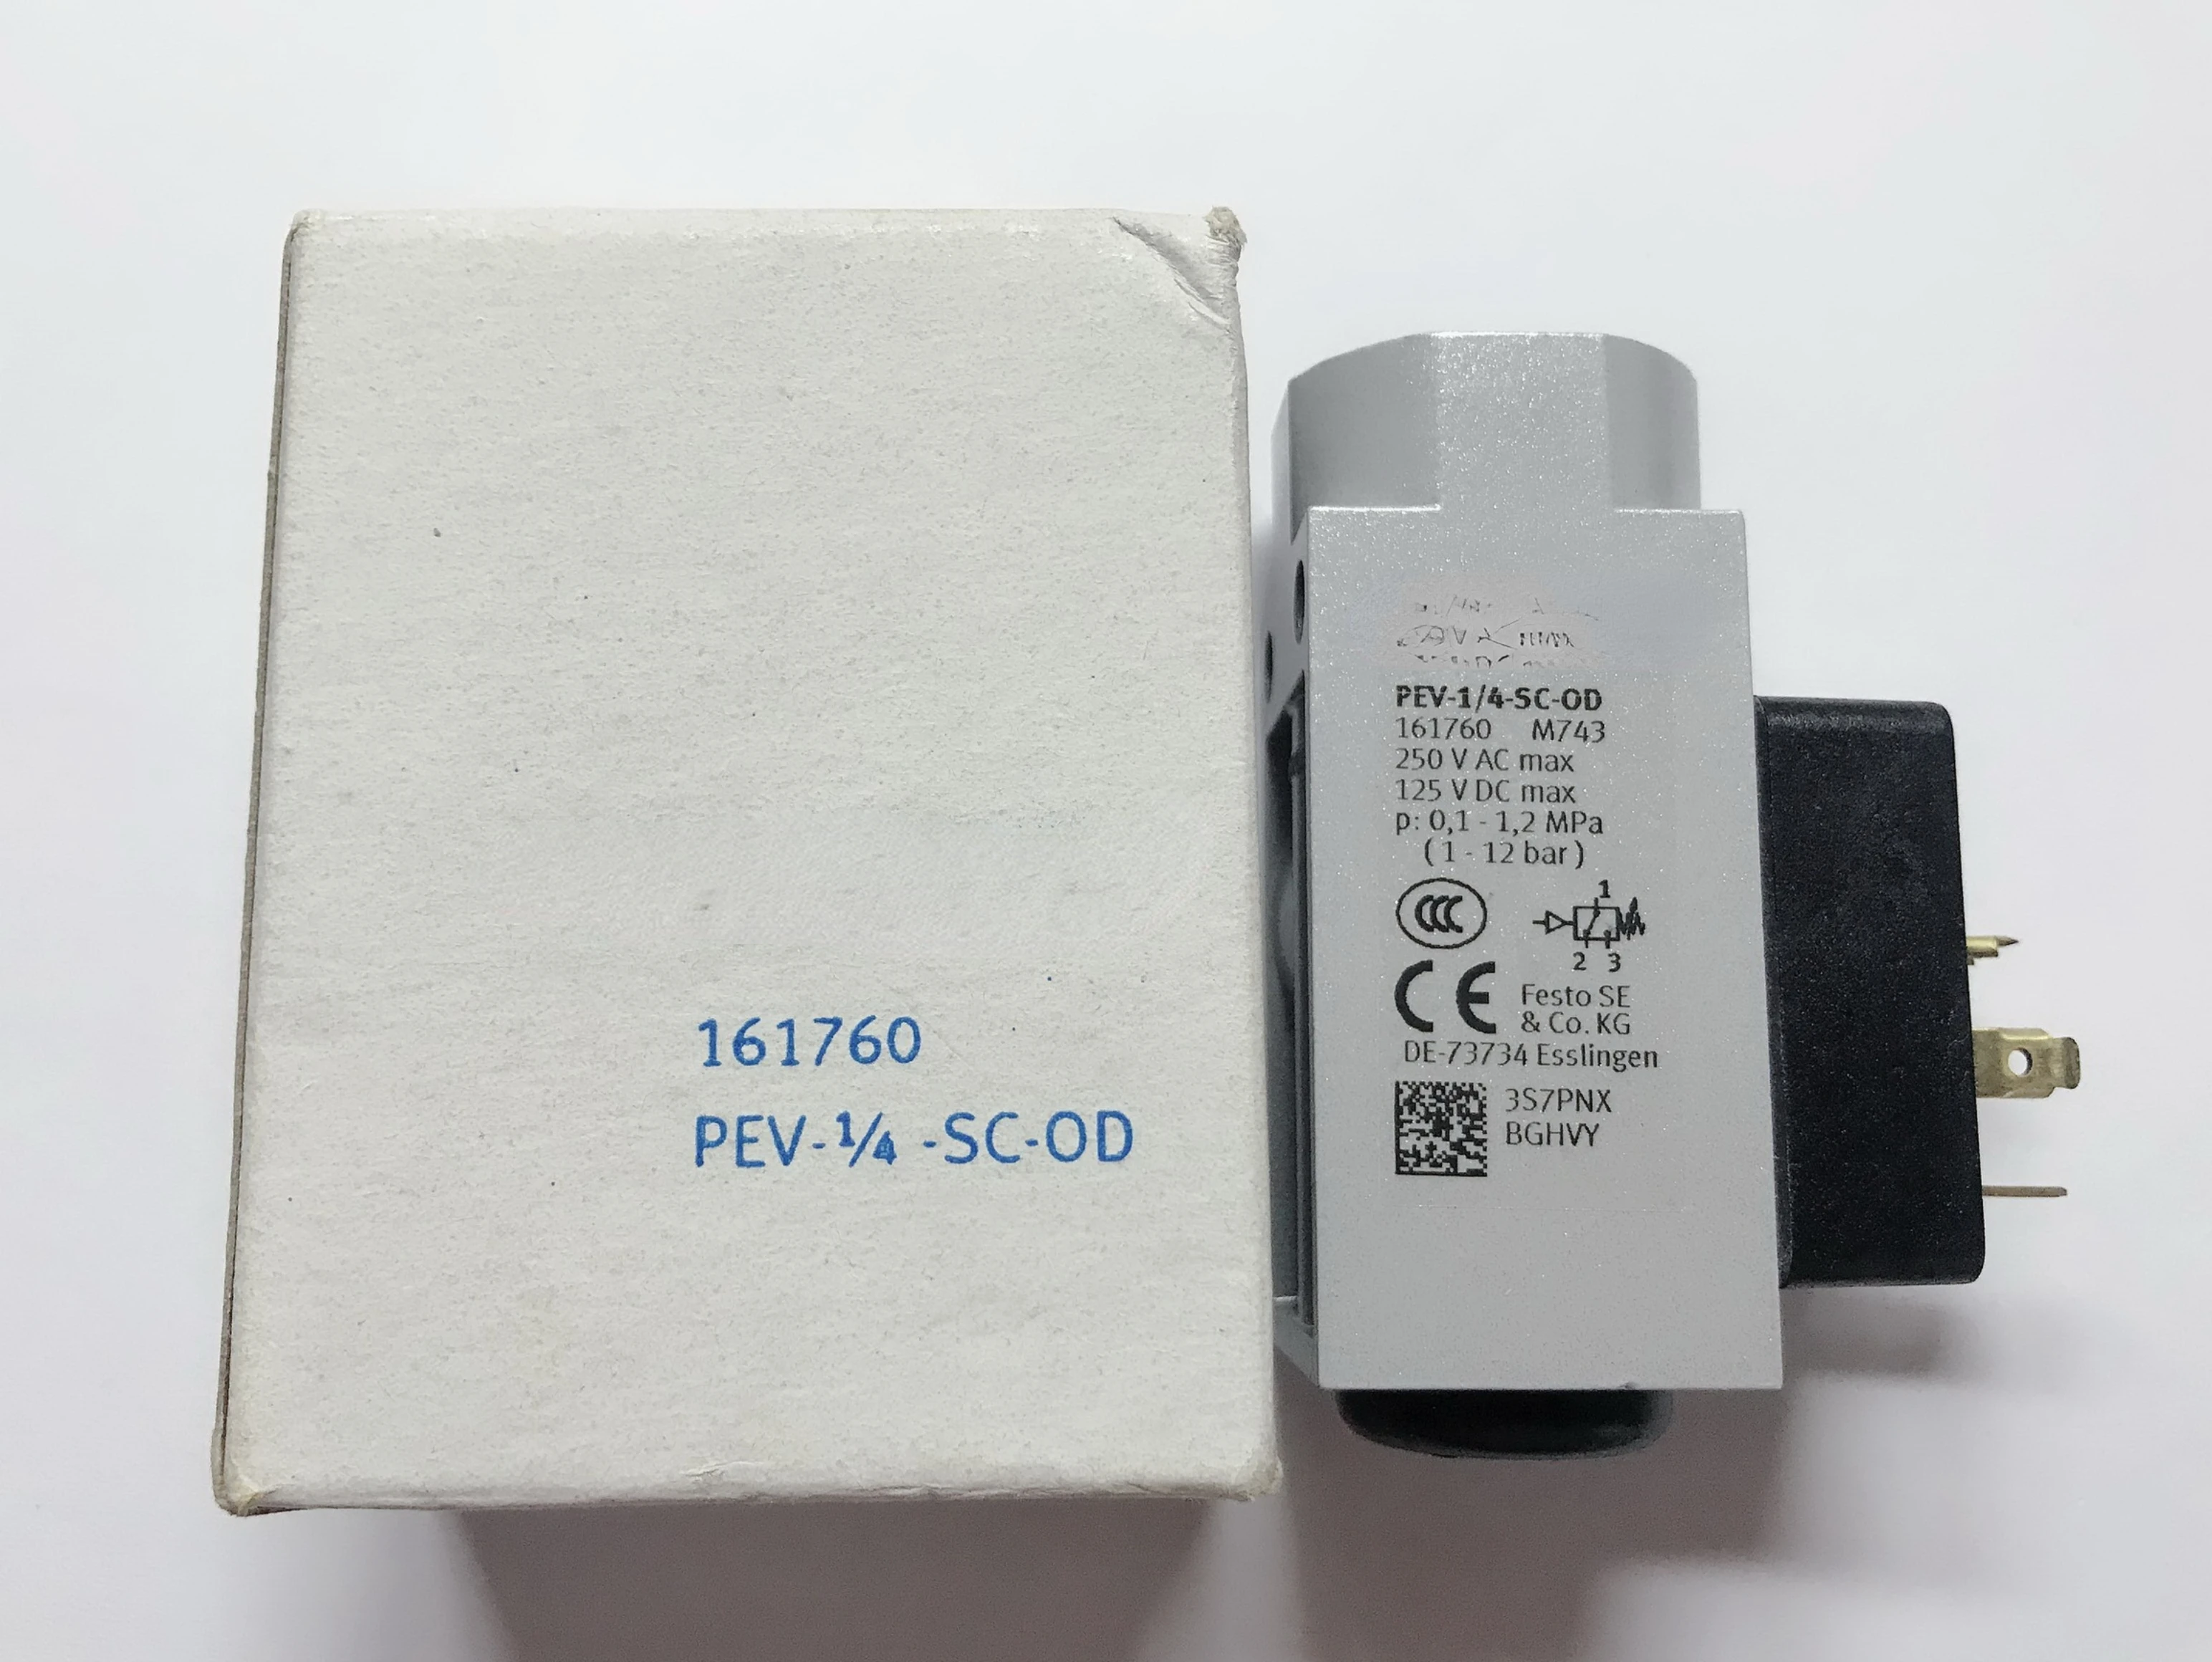 161760
PEV-1/4 -SC-OD
PEV-1/4-SC-OD
161760 M743
250 V AC max
125 V DC max
p: 0,1 - 1,2 MPa
( 1 - 12 bar )
CCC
1
2 3
CE
Festo SE
& Co. KG
DE-73734 Esslingen
3S7PNX
BGHVY